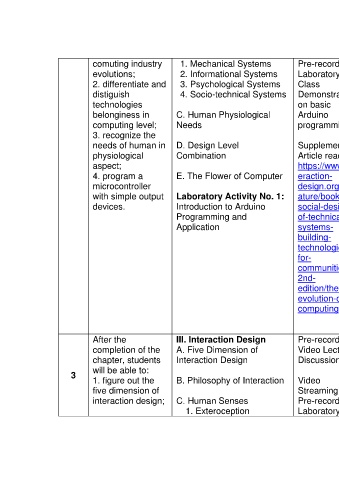 comuting industry
evolutions;
2. differentiate and
distiguish
technologies
belonginess in
computing level;
3. recognize the
needs of human in
physiological
aspect;
4. program a
microcontroller
with simple output
devices.
1. Mechanical Systems
2. Informational Systems
3. Psychological Systems
4. Socio-technical Systems
C. Human Physiological
Needs
D. Design Level
Combination
E. The Flower of Computer
Laboratory Activity No. 1:
Introduction to Arduino
Programming and
Application
Pre-record
Laboratory
Class
Demonstra
on basic
Arduino
programmi
Supplemen
Article read
https://www
eraction-
design.org
ature/book
social-desi
of-technica
systems-
building-
technologi
for-
communiti
2nd-
edition/the
evolution-o
computing
3
After the
completion of the
chapter, students
will be able to:
1. figure out the
five dimension of
interaction design;
III. Interaction Design
A. Five Dimension of
Interaction Design
B. Philosophy of Interaction
C. Human Senses
1. Exteroception
Pre-record
Video Lect
Discussion
Video
Streaming
Pre-record
Laboratory